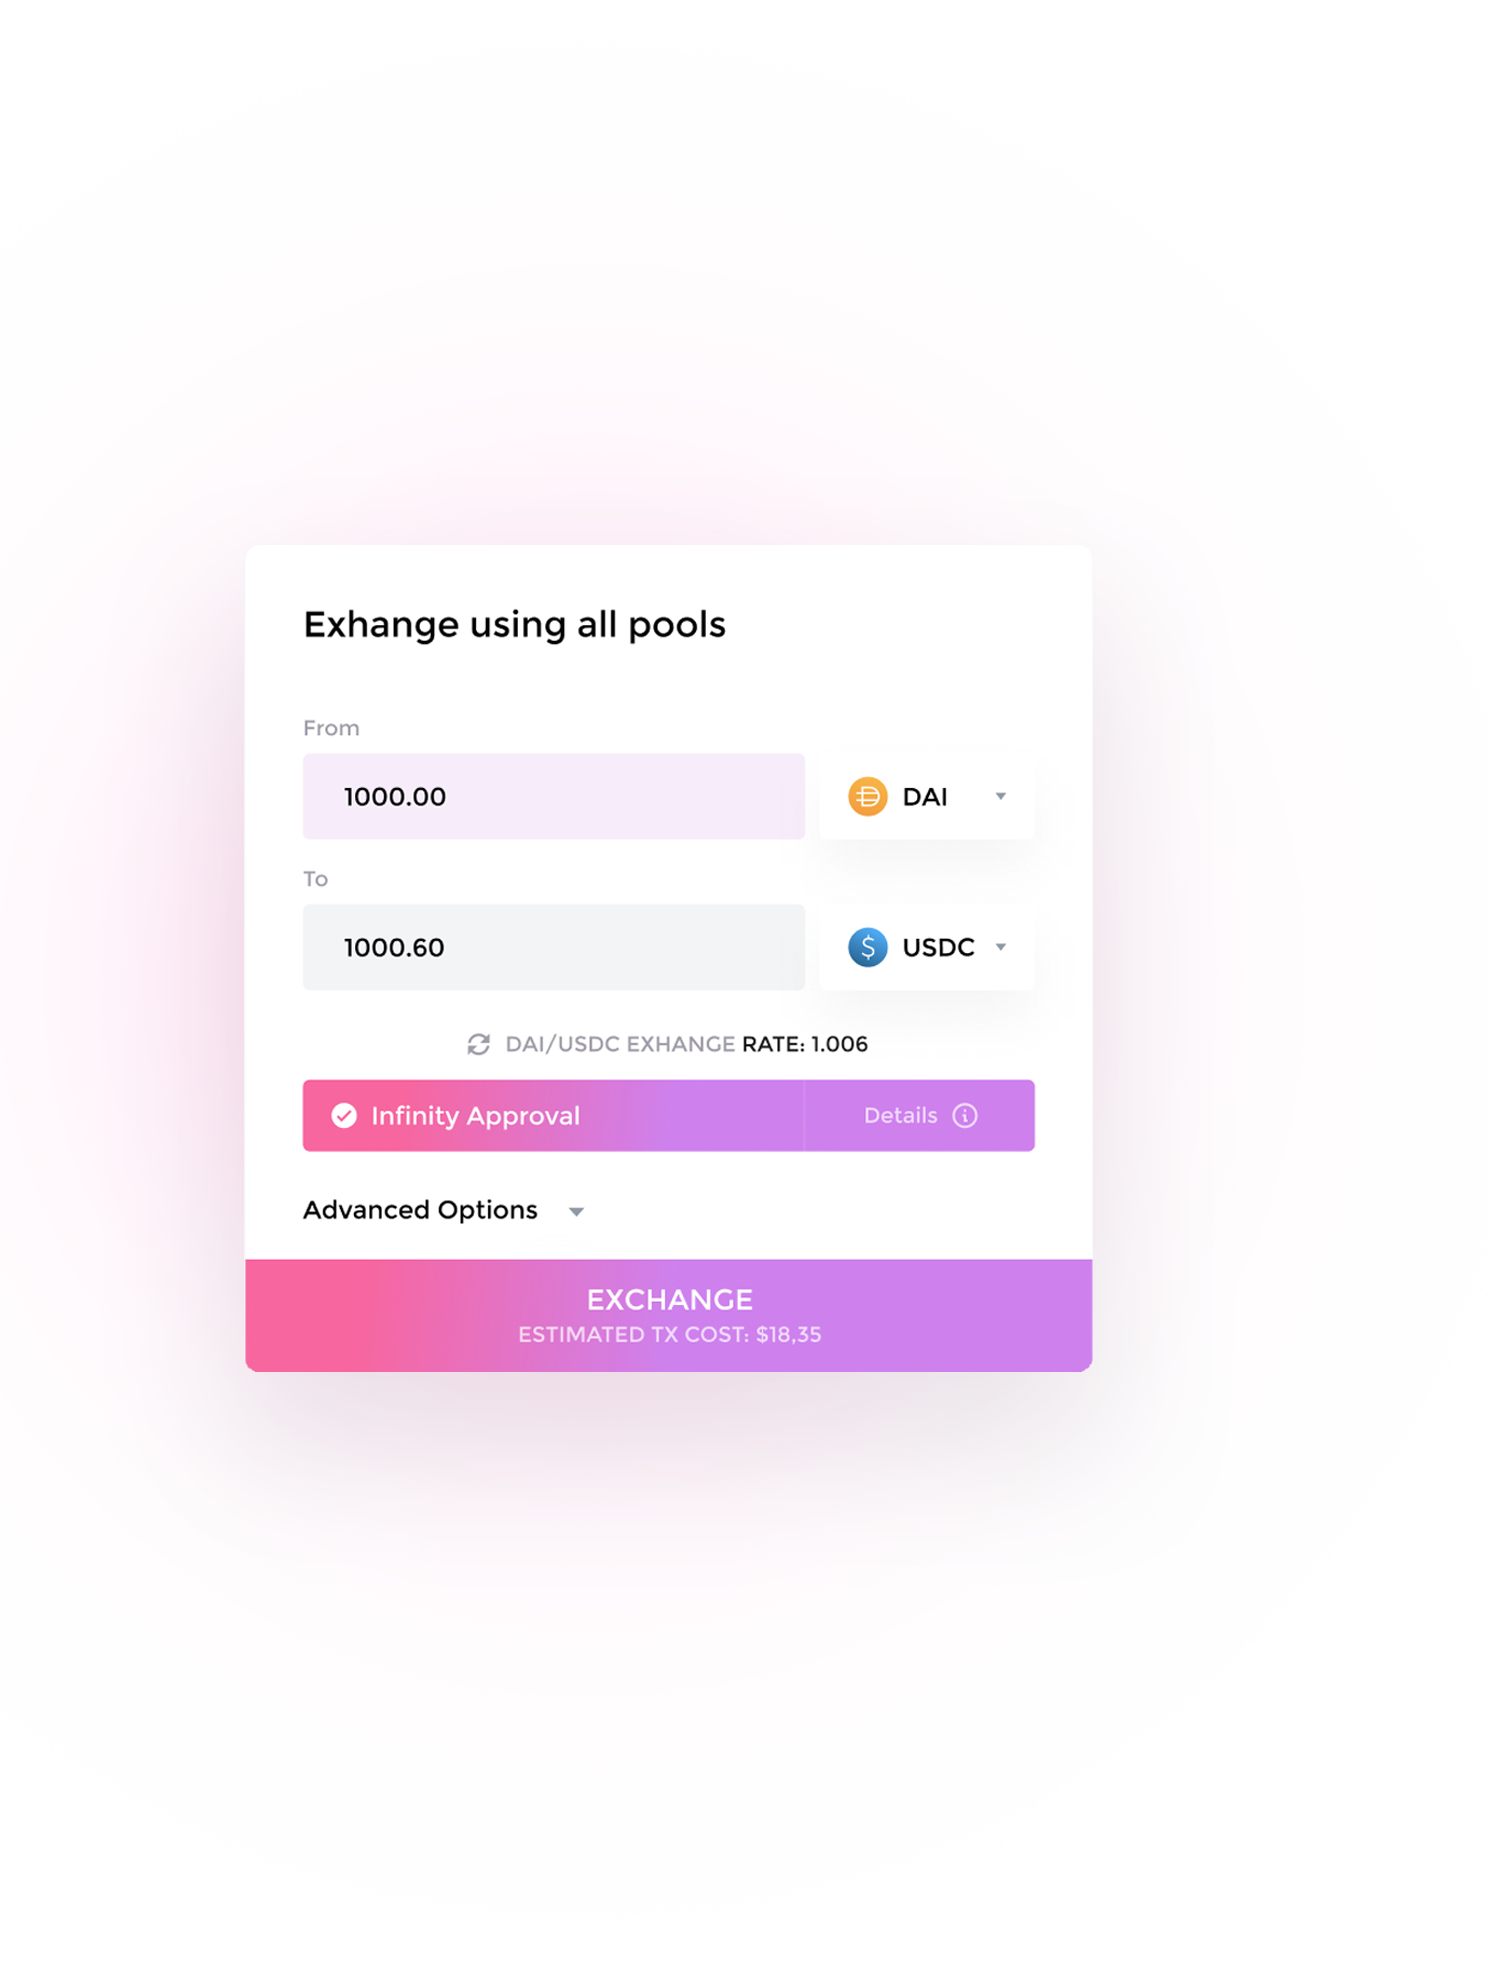 Exhange using all pools
From
1000.00
DAI
To
1000.60
$ USDC
DAI/USDC EXHANGE RATE: 1.006
Infinity Approval
Details
Advanced Options
EXCHANGE
ESTIMATED TX COST: $18,35